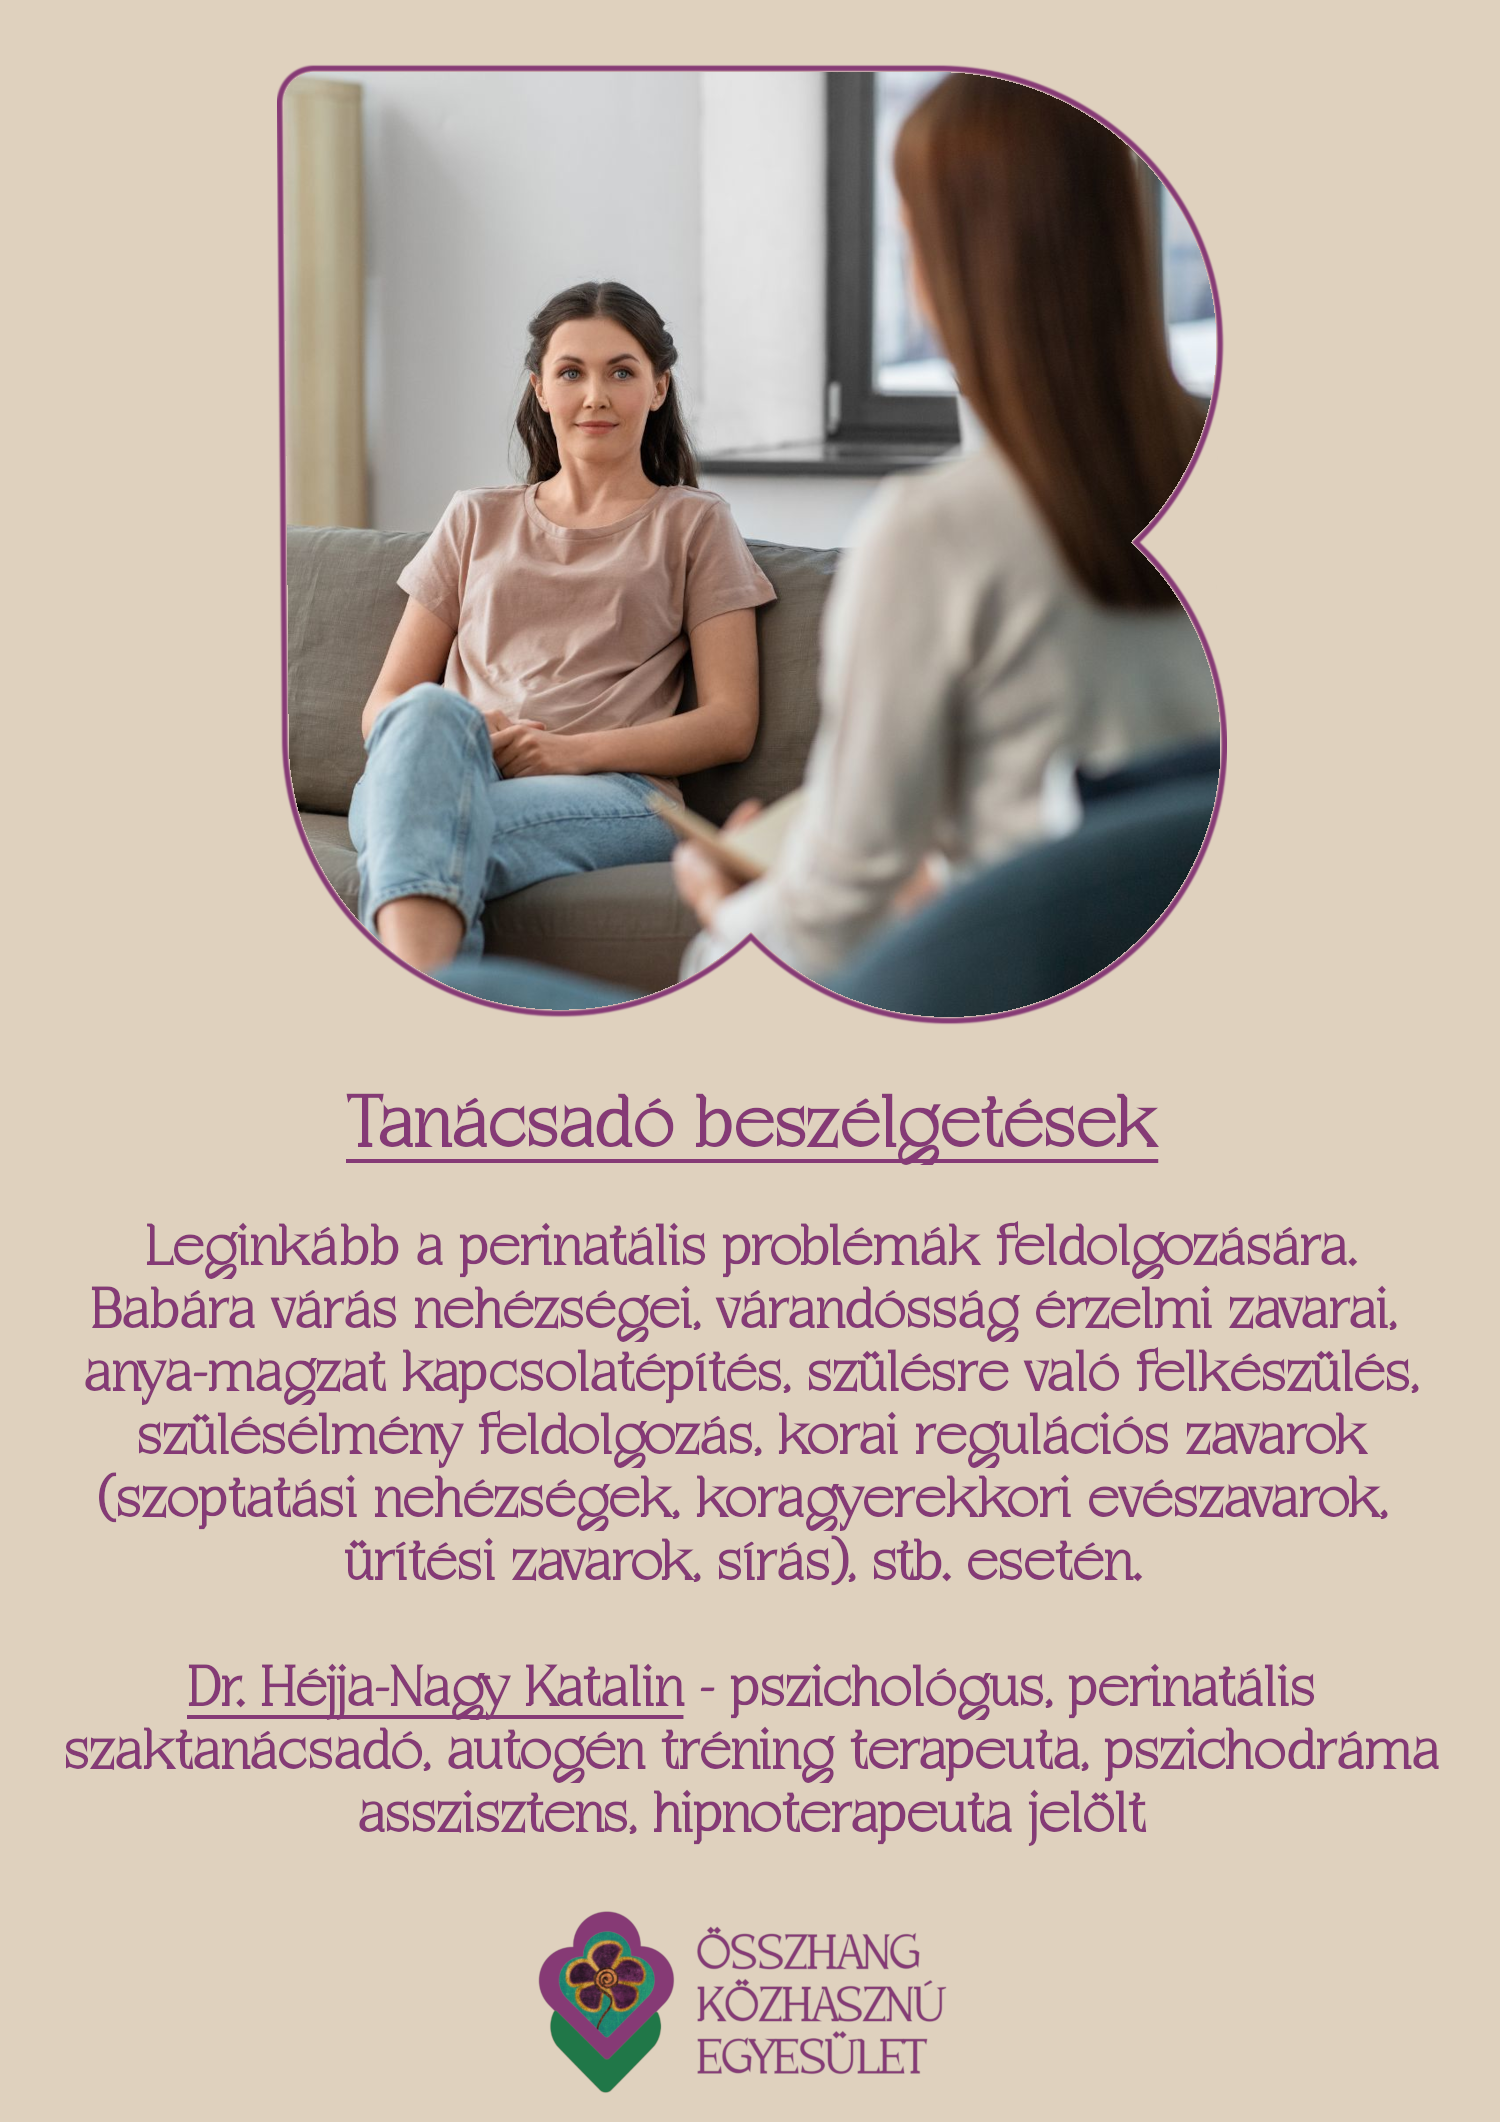 Tanácsadó beszélgetések
Leginkább a perinatális problémák feldolgozására.
Babára várás nehézségei, várandósság érzelmi zavarai,
anya-magzat kapcsolatépítés, szülésre való felkészülés,
szülésélmény feldolgozás, korai regulációs zavarok
(szoptatási nehézségek, koragyerekkori evészavarok,
ürítési zavarok, sírás), stb. esetén.
Dr. Héjja-Nagy Katalin - pszichológus, perinatális
szaktanácsadó, autogén tréning terapeuta, pszichodráma
asszisztens, hipnoterapeuta jelölt
ÖSSZHANG
KÖZHASZNÚ
EGYESÜLET